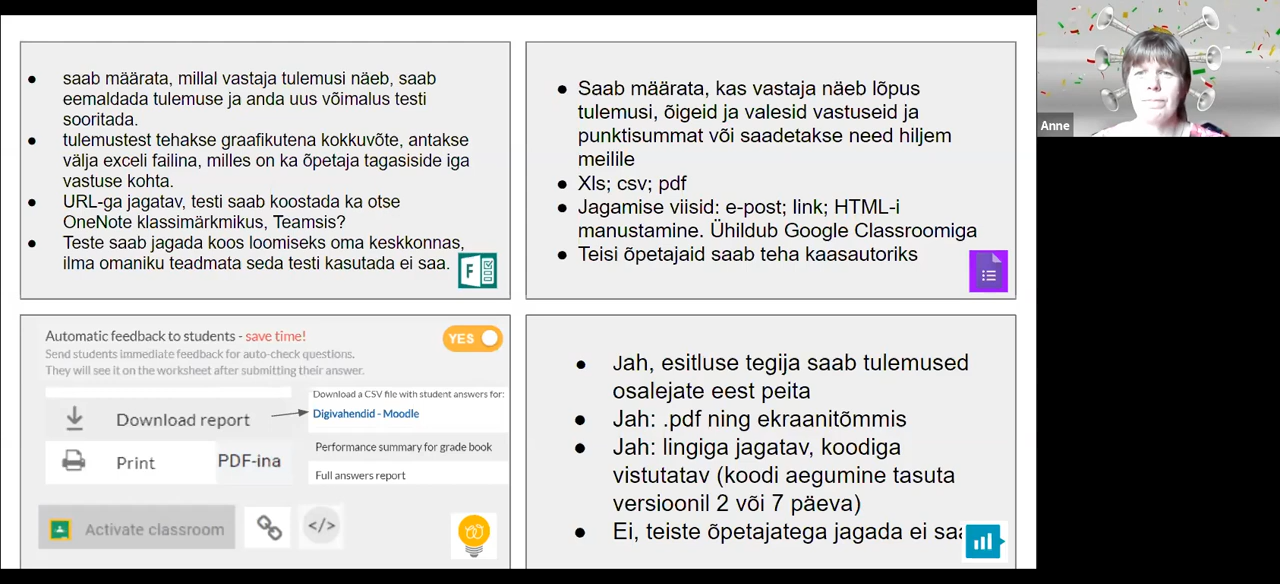 saab määrata, millal vastaja tulemusi näeb, saab
eemaldada tulemuse ja anda uus võimalus testi
sooritada.
tulemustest tehakse graafikutena kokkuvõte, antakse
välja exceli failina, milles on ka õpetaja tagasiside iga
vastuse kohta.
URL-ga jagatav, testi saab koostada ka otse
OneNote klassimärkmikus, Teamsis?
Teste saab jagada koos loomiseks oma keskkonnas,
ilma omaniku teadmata seda testi kasutada ei saa.
F
Saab määrata, kas vastaja näeb lõpus
tulemusi, õigeid ja valesid vastuseid ja
punktisummat või saadetakse need hiljem
meilile
Xls; csv; pdf
Jagamise viisid: e-post; link; HTML-i
manustamine. Ühildub Google Classroomiga
Teisi õpetajaid saab teha kaasautoriks
Anne
Automatic feedback to students - save time!
YES
Send students immediate feedback for auto-check questions.
They will see it on the worksheet after submitting their answer.
Download report
Download a CSV file with student answers for:
Digivahendid - Moodle
Print
PDF-ina
Performance summary for grade book
Full answers report
Activate classroom
</>
Jah, esitluse tegija saab tulemused
osalejate eest peita
Jah: .pdf ning ekraanitõmmis
Jah: lingiga jagatav, koodiga
vistutatav (koodi aegumine tasuta
versioonil 2 või 7 päeva)
Ei, teiste õpetajatega jagada ei saa